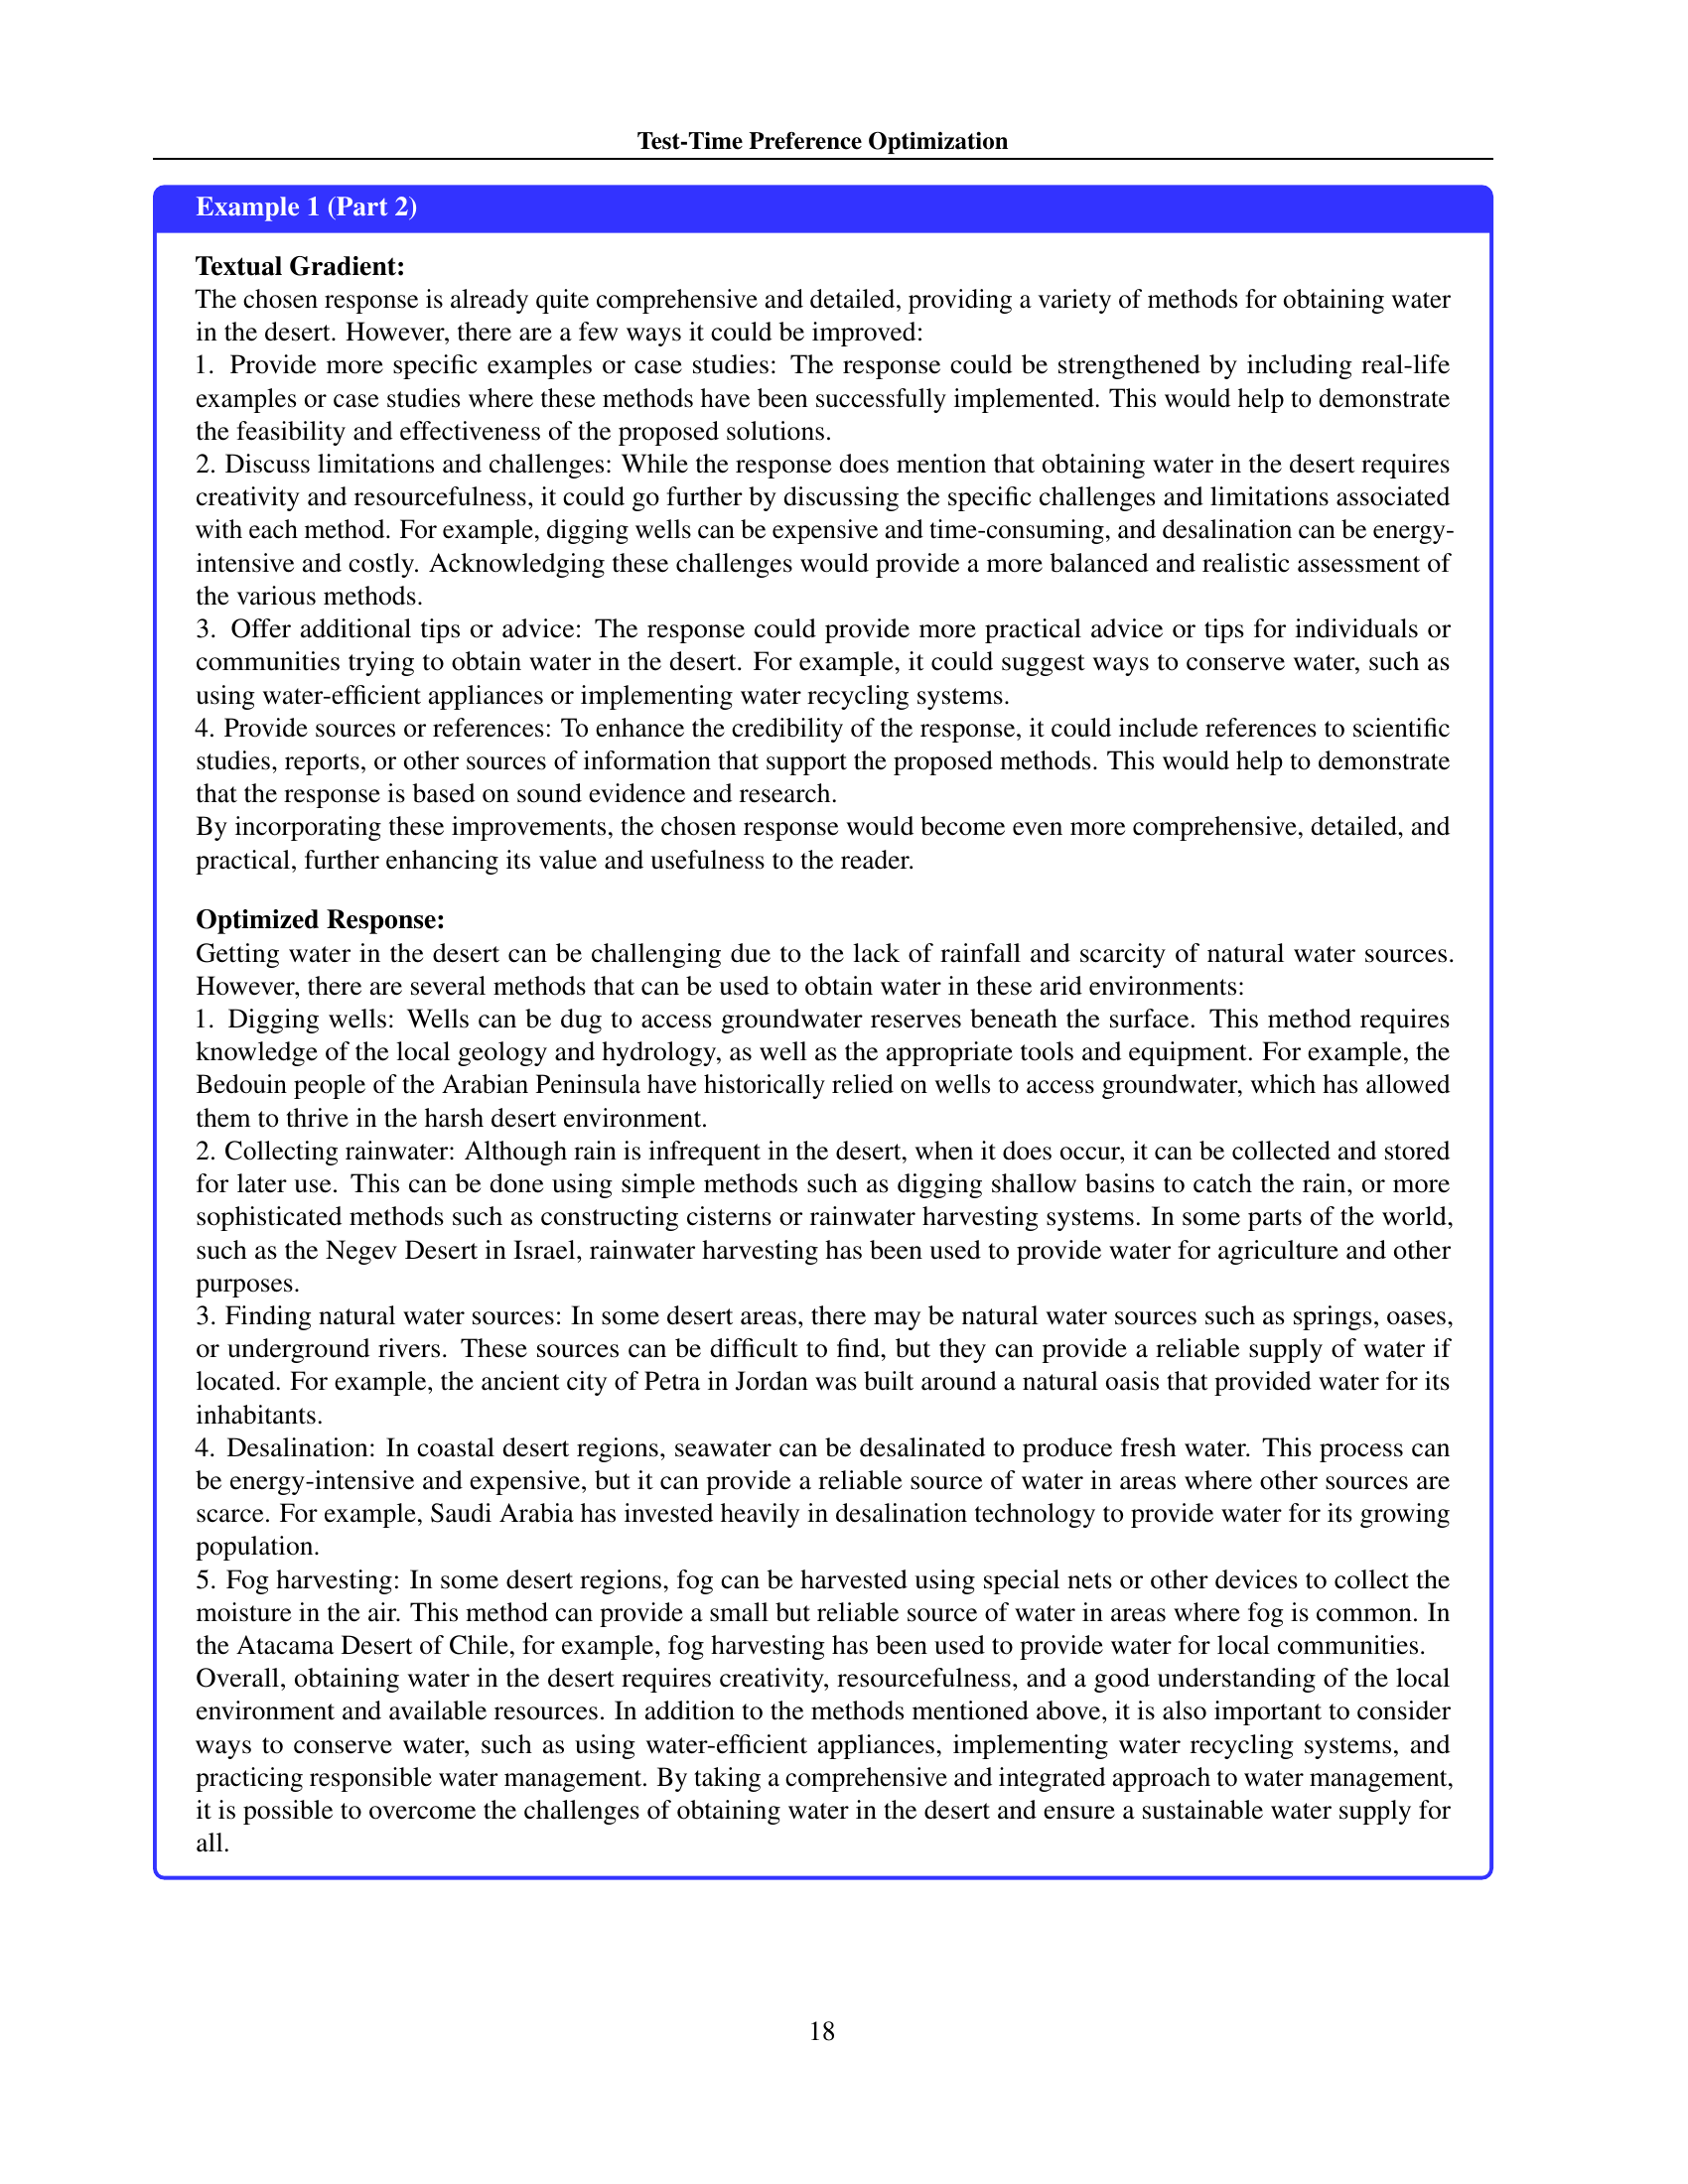 Test-Time Preference Optimization
Example 1 (Part 2)
Textual Gradient:
The chosen response is already quite comprehensive and detailed, providing a variety of methods for obtaining water
in the desert. However, there are a few ways it could be improved:
1. Provide more specific examples or case studies: The response could be strengthened by including real-life
examples or case studies where these methods have been successfully implemented. This would help to demonstrate
the feasibility and effectiveness of the proposed solutions.
2. Discuss limitations and challenges: While the response does mention that obtaining water in the desert requires
creativity and resourcefulness, it could go further by discussing the specific challenges and limitations associated
with each method. For example, digging wells can be expensive and time-consuming, and desalination can be energy-
intensive and costly. Acknowledging these challenges would provide a more balanced and realistic assessment of
the various methods.
3. Offer additional tips or advice: The response could provide more practical advice or tips for individuals or
communities trying to obtain water in the desert. For example, it could suggest ways to conserve water, such as
using water-efficient appliances or implementing water recycling systems.
4. Provide sources or references: To enhance the credibility of the response, it could include references to scientific
studies, reports, or other sources of information that support the proposed methods. This would help to demonstrate
that the response is based on sound evidence and research.
By incorporating these improvements, the chosen response would become even more comprehensive, detailed, and
practical, further enhancing its value and usefulness to the reader.
Optimized Response:
Getting water in the desert can be challenging due to the lack of rainfall and scarcity of natural water sources.
However, there are several methods that can be used to obtain water in these arid environments:
1. Digging wells: Wells can be dug to access groundwater reserves beneath the surface. This method requires
knowledge of the local geology and hydrology, as well as the appropriate tools and equipment. For example, the
Bedouin people of the Arabian Peninsula have historically relied on wells to access groundwater, which has allowed
them to thrive in the harsh desert environment.
2. Collecting rainwater: Although rain is infrequent in the desert, when it does occur, it can be collected and stored
for later use. This can be done using simple methods such as digging shallow basins to catch the rain, or more
sophisticated methods such as constructing cisterns or rainwater harvesting systems. In some parts of the world,
such as the Negev Desert in Israel, rainwater harvesting has been used to provide water for agriculture and other
purposes.
3. Finding natural water sources: In some desert areas, there may be natural water sources such as springs, oases,
or underground rivers. These sources can be difficult to find, but they can provide a reliable supply of water if
located. For example, the ancient city of Petra in Jordan was built around a natural oasis that provided water for its
inhabitants.
4. Desalination: In coastal desert regions, seawater can be desalinated to produce fresh water. This process can
be energy-intensive and expensive, but it can provide a reliable source of water in areas where other sources are
scarce. For example, Saudi Arabia has invested heavily in desalination technology to provide water for its growing
population.
5. Fog harvesting: In some desert regions, fog can be harvested using special nets or other devices to collect the
moisture in the air. This method can provide a small but reliable source of water in areas where fog is common. In
the Atacama Desert of Chile, for example, fog harvesting has been used to provide water for local communities.
Overall, obtaining water in the desert requires creativity, resourcefulness, and a good understanding of the local
environment and available resources. In addition to the methods mentioned above, it is also important to consider
ways to conserve water, such as using water-efficient appliances, implementing water recycling systems, and
practicing responsible water management. By taking a comprehensive and integrated approach to water management,
it is possible to overcome the challenges of obtaining water in the desert and ensure a sustainable water supply for
all.
18